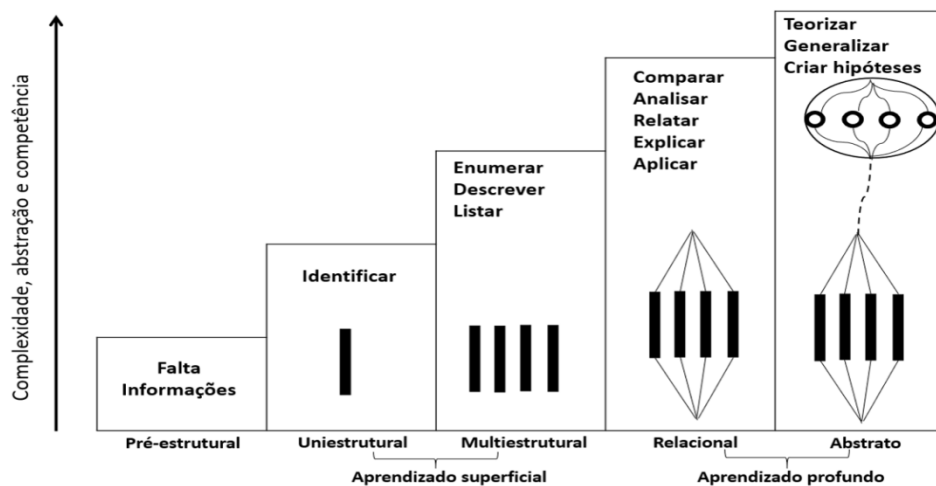 Complexidade, abstração e competência
Falta
Informações
Pré-estrutural
Identificar
Uniestrutural
Enumerar
Descrever
Listar
Multiestrutural
Aprendizado superficial
Comparar
Analisar
Relatar
Explicar
Aplicar
Relacional
Teorizar
Generalizar
Criar hipóteses
Abstrato
Aprendizado profundo